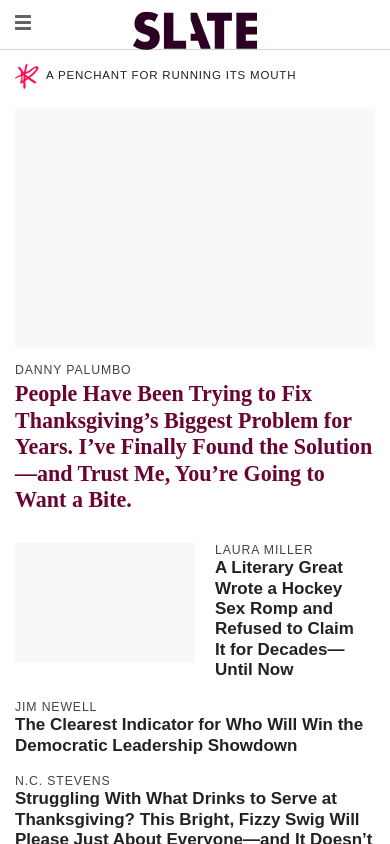 SLATE
A PENCHANT FOR RUNNING ITS MOUTH
DANNY PALUMBO
People Have Been Trying to Fix
Thanksgiving’s Biggest Problem for
Years. I’ve Finally Found the Solution
—and Trust Me, You’re Going to
Want a Bite.
LAURA MILLER
A Literary Great
Wrote a Hockey
Sex Romp and
Refused to Claim
It for Decades—
Until Now
JIM NEWELL
The Clearest Indicator for Who Will Win the
Democratic Leadership Showdown
N.C. STEVENS
Struggling With What Drinks to Serve at
Thanksgiving? This Bright, Fizzy Swig Will
Please Just About Everyone—and It Doesn’t